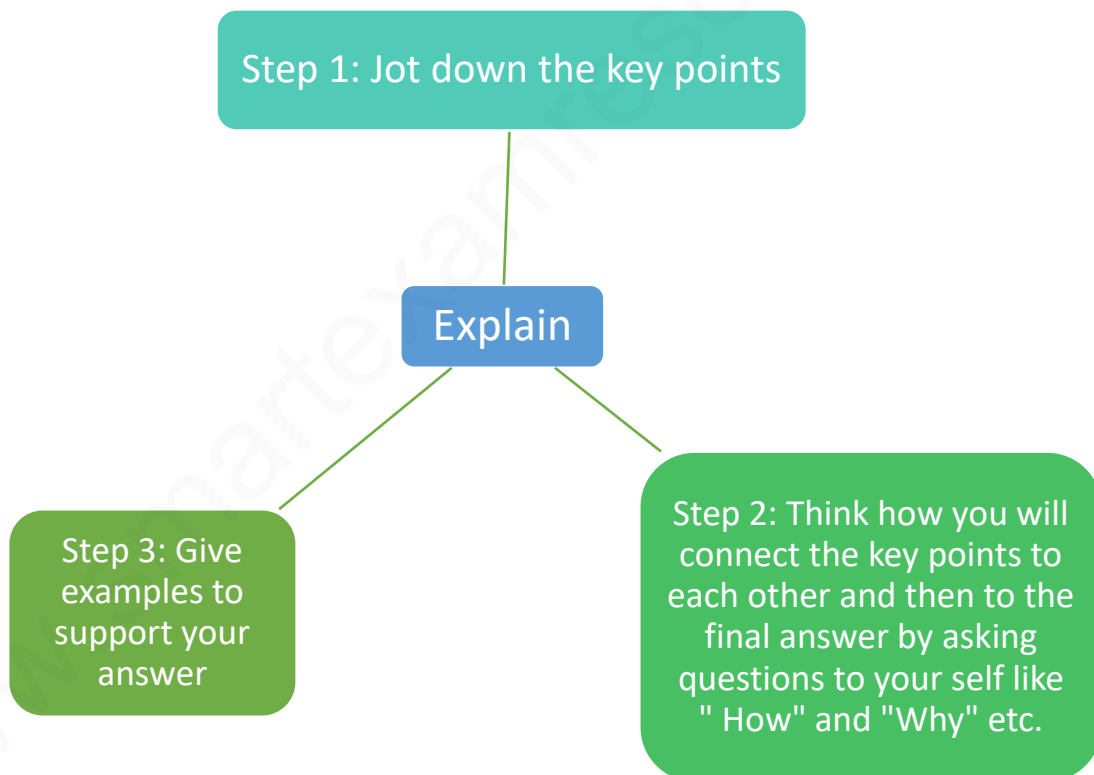 Step 1: Jot down the key points
Explain
Step 2: Think how you will
connect the key points to
each other and then to the
final answer by asking
questions to your self like
" How" and "Why" etc.
Step 3: Give
examples to
support your
answer